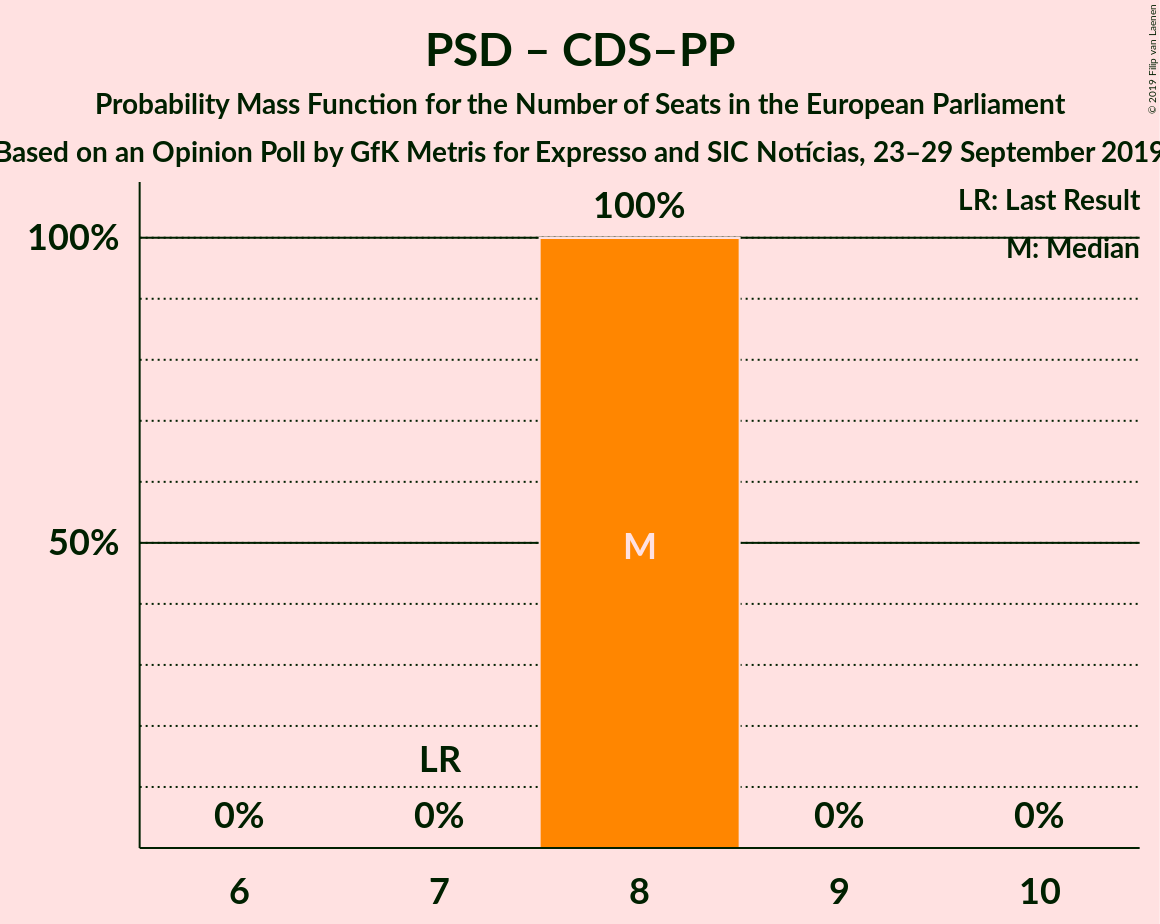 PSD – CDS–PP
Probability Mass Function for the Number of Seats in the European Parliament
Based on an Opinion Poll by GfK Metris for Expresso and SIC Notícias, 23–29 September 2019
© 2019 Filip van Laenen
LR: Last Result
M: Median
100%
100%
50%
M
LR
0%
0%
0%
0%
6
7
8
9
10